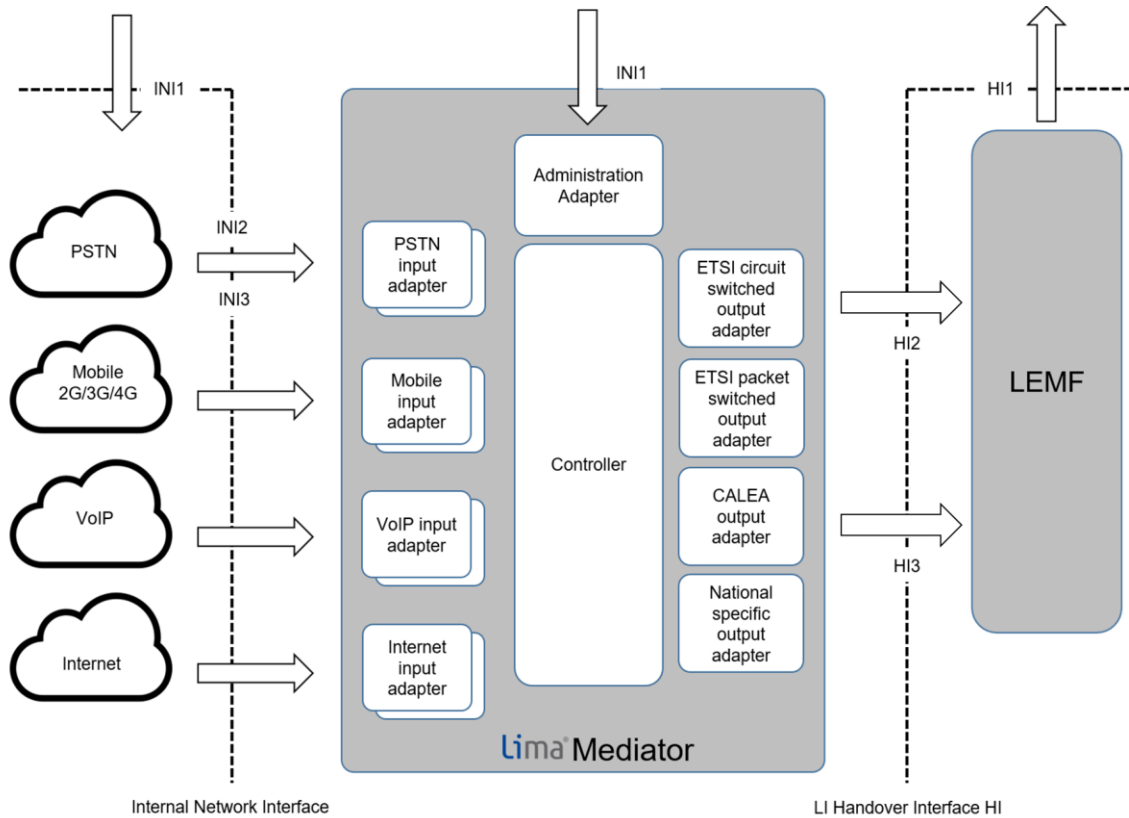 INI1
INI1
HI1
Administration
Adapter
PSTN
INI2
PSTN
input
adapter
ETSI circuit
switched
output
adapter
INI3
HI2
Mobile
2G/3G/4G
Mobile
input
adapter
ETSI packet
switched
output
adapter
LEMF
Controller
VoIP
VoIP input
adapter
CALEA
output
adapter
HI3
Internet
Internet
input
adapter
National
specific
output
adapter
Lima® Mediator
Internal Network Interface
LI Handover Interface HI